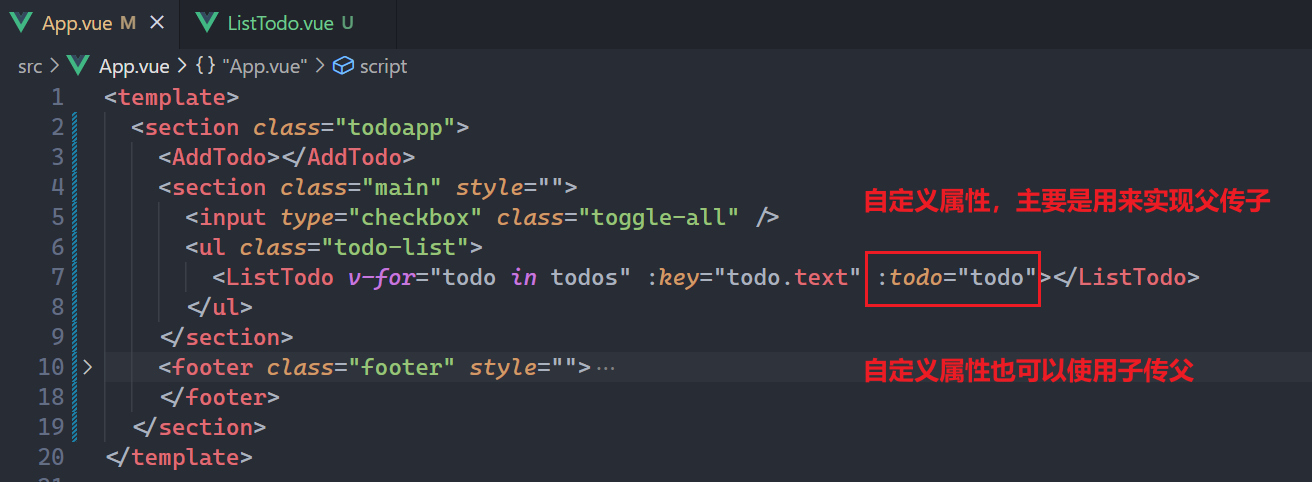 App.vue M × ListTodo.vue U
src > App.vue > {} "App.vue" > script
1 <template>
2 <section class="todoapp">
3 <AddTodo></AddTodo>
4 <section class="main" style="">
自定义属性，主要是用来实现父传子
5 <input type="checkbox" class="toggle-all" />
6 <ul class="todo-list">
7 <ListTodo v-for="todo in todos" :key="todo.text" :todo="todo"></ListTodo>
8 </ul>
9 </section>
10 <footer class="footer" style="">⋯
自定义属性也可以使用子传父
18 </footer>
19 </section>
20 </template>